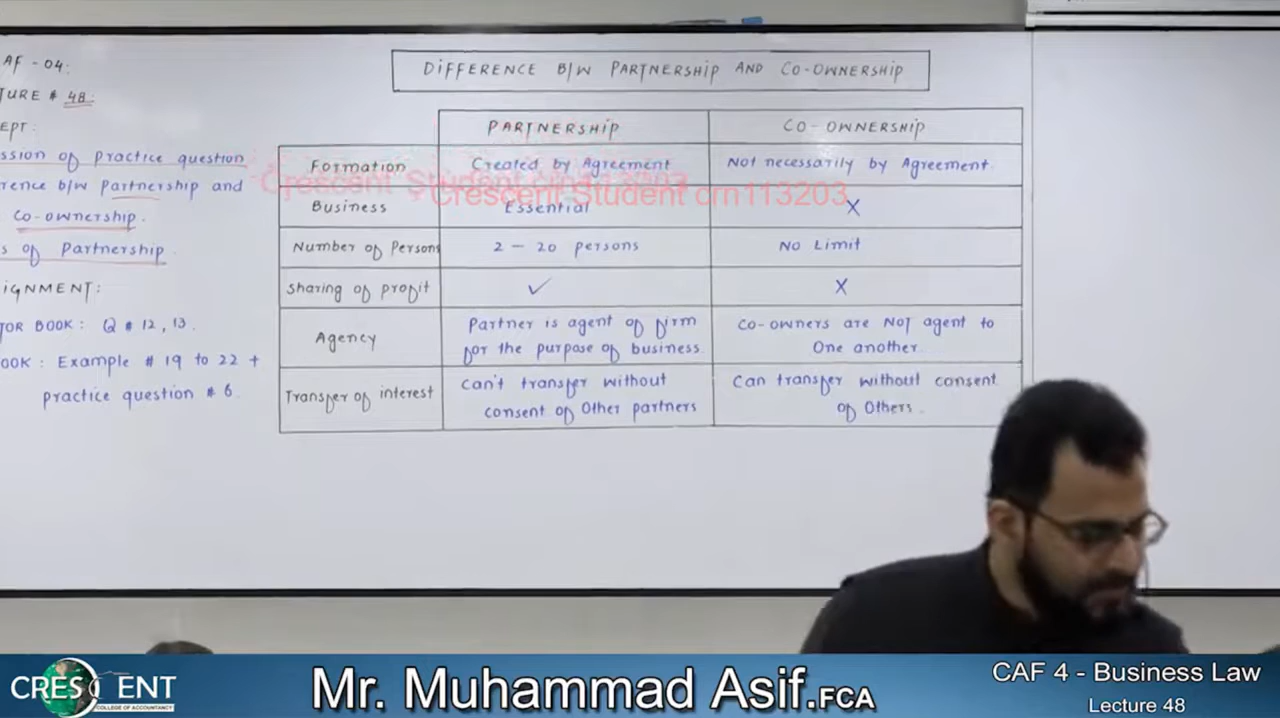 AF - 04:
TURE # 48:
EPT:
ssion of practice question
rence b/w partnership and
co-ownership.
s of Partnership
IGNMENT:
TOR BOOK: Q # 12, 13.
OOK: Example # 19 to 22 +
practice question # 6.
DIFFERENCE B/W PARTNERSHIP AND CO-OWNERSHIP
PARTNERSHIP CO-OWNERSHIP
Formation Created by Agreement Not necessarily by Agreement.
Crescent Student crn113203
Crescent Student crn113203
Business Essential X
Number of Persons 2 - 20 persons No Limit
sharing of profit ✓ X
Agency Partner is agent of firm for the purpose of business Co-owners are NOT agent to One another.
Transfer of interest Can't transfer without consent of Other partners Can transfer without consent of Others.
CRESCENT
COLLEGE OF ACCOUNTANCY
Mr. Muhammad Asif.FCA
CAF 4 - Business Law
Lecture 48